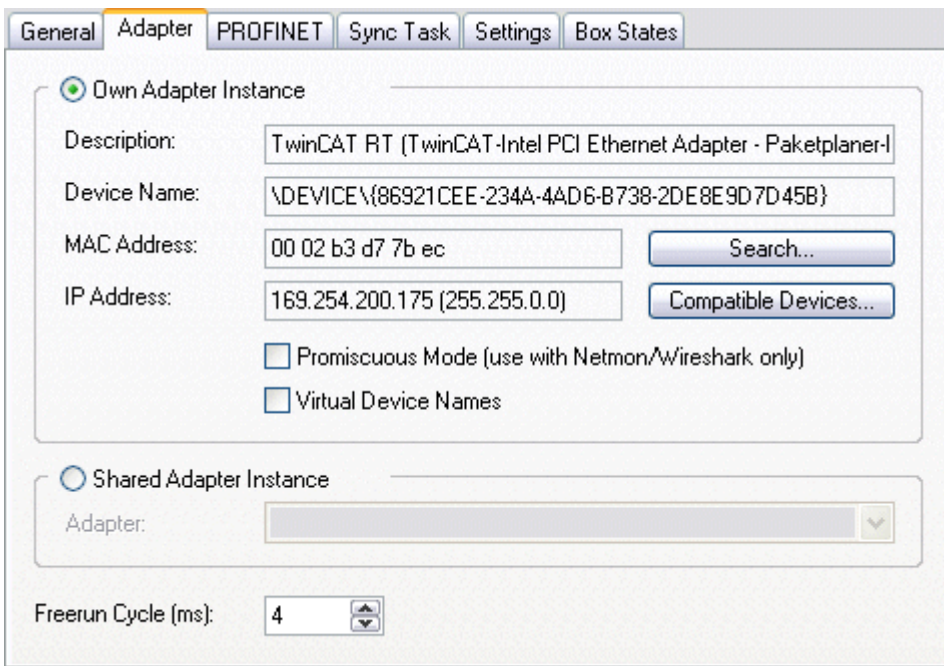 General Adapter PROFINET Sync Task Settings Box States
Own Adapter Instance
Description: TwinCAT RT (TwinCAT-Intel PCI Ethernet Adapter - Paketplaner-
Device Name: \DEVICE\{86921CEE-234A-4AD6-B738-2DE8E9D7D45B}
MAC Address: 00 02 b3 d7 7b ec Search...
IP Address: 169.254.200.175 (255.255.0.0) Compatible Devices...
Promiscuous Mode (use with Netmon/Wireshark only)
Virtual Device Names
Shared Adapter Instance
Adapter:
Freerun Cycle (ms): 4